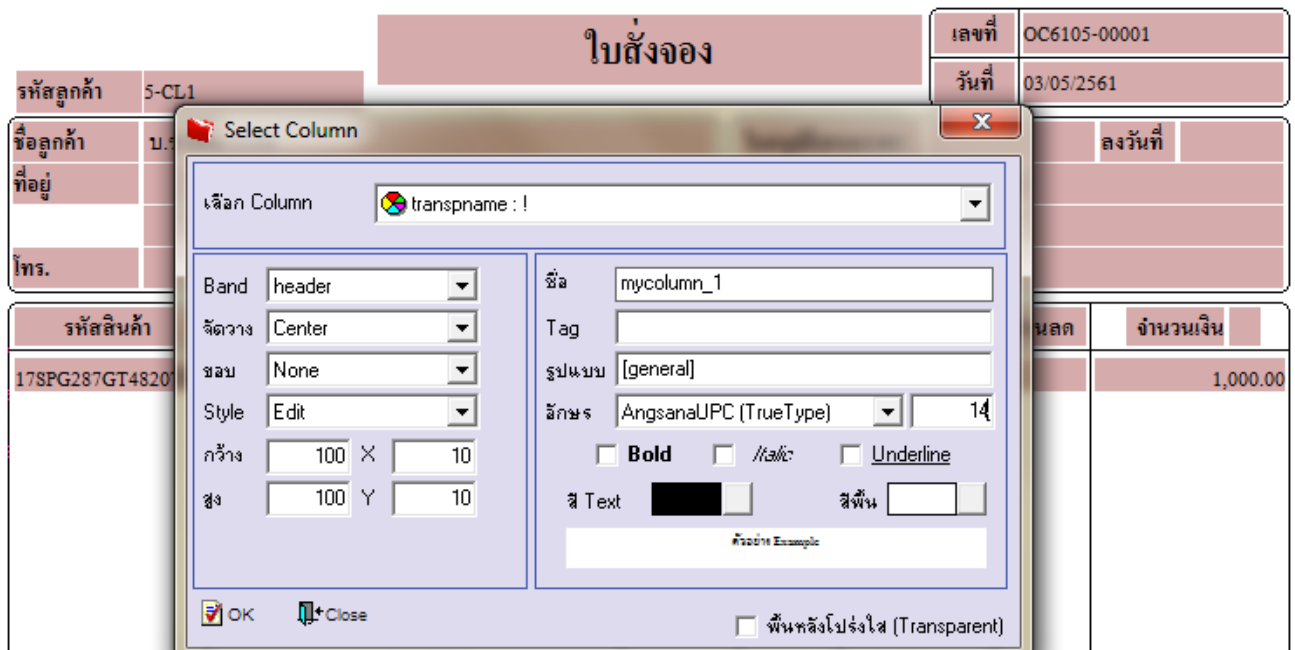 ใบสั่งจอง
เลขที่ OC6105-00001
วันที่ 03/05/2561
รหัสลูกค้า 5-CL1
ชื่อลูกค้า
ลงวันที่
ที่อยู่
โทร.
รหัสสินค้า
จำนวนเงิน
1,000.00
Select Column
เลือก Column transpname : !
Band header
จัดวาง Center
ขอบ None
Style Edit
กว้าง 100 X 10
สูง 100 Y 10
ชื่อ mycolumn_1
Tag
รูปแบบ [general]
อักษร AngsanaUPC (TrueType) 14
Bold Italic Underline
สี Text สีพื้น
ตัวอย่าง Example
OK Close
พื้นหลังโปร่งใส (Transparent)